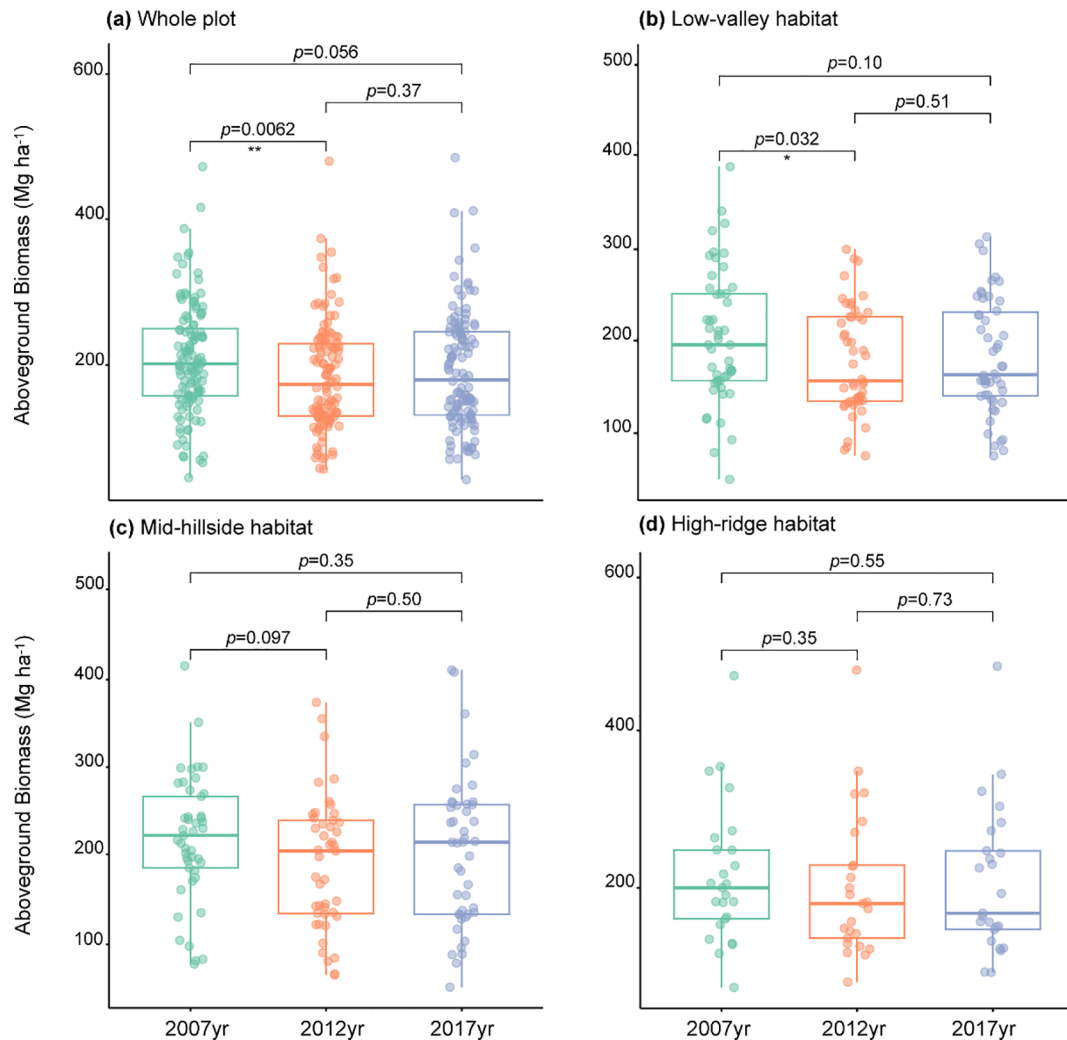 (a) Whole plot
Aboveground Biomass (Mg ha⁻¹)
600
400
200
p=0.056
p=0.37
p=0.0062
**
(b) Low-valley habitat
500
400
300
200
100
p=0.10
p=0.51
p=0.032
*
(c) Mid-hillside habitat
Aboveground Biomass (Mg ha⁻¹)
500
400
300
200
100
p=0.35
p=0.50
p=0.097
2007yr 2012yr 2017yr
(d) High-ridge habitat
600
400
200
p=0.55
p=0.73
p=0.35
2007yr 2012yr 2017yr